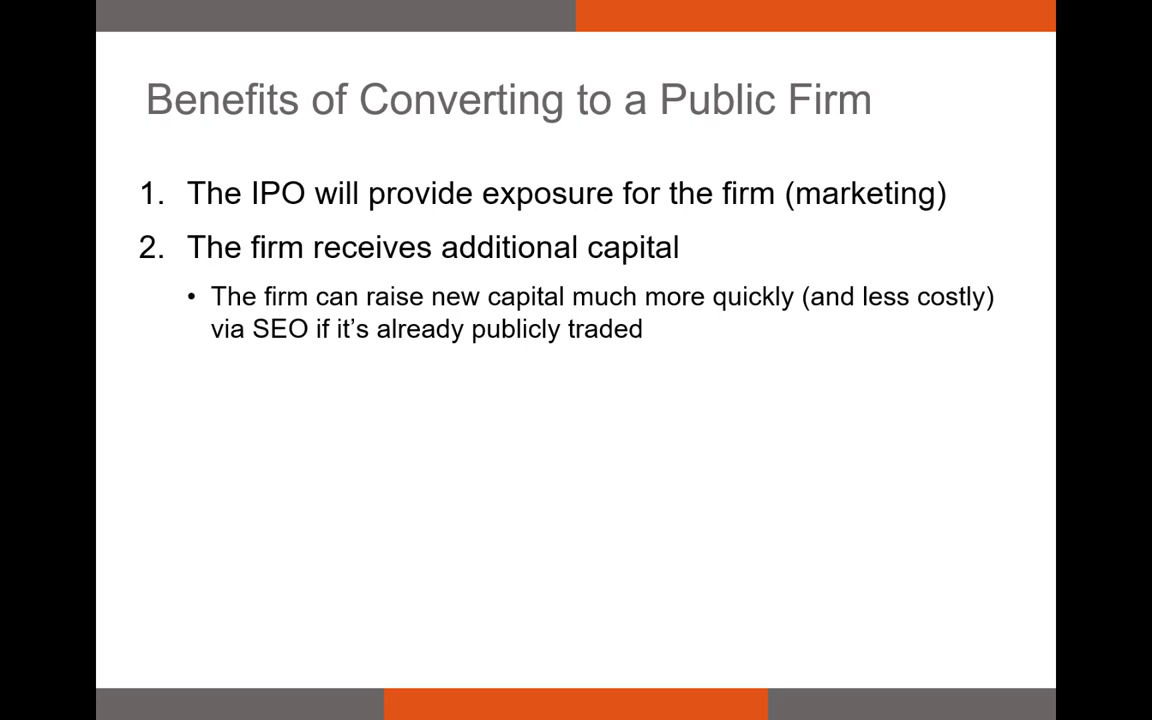 Benefits of Converting to a Public Firm
1. The IPO will provide exposure for the firm (marketing)
2. The firm receives additional capital
• The firm can raise new capital much more quickly (and less costly)
via SEO if it’s already publicly traded